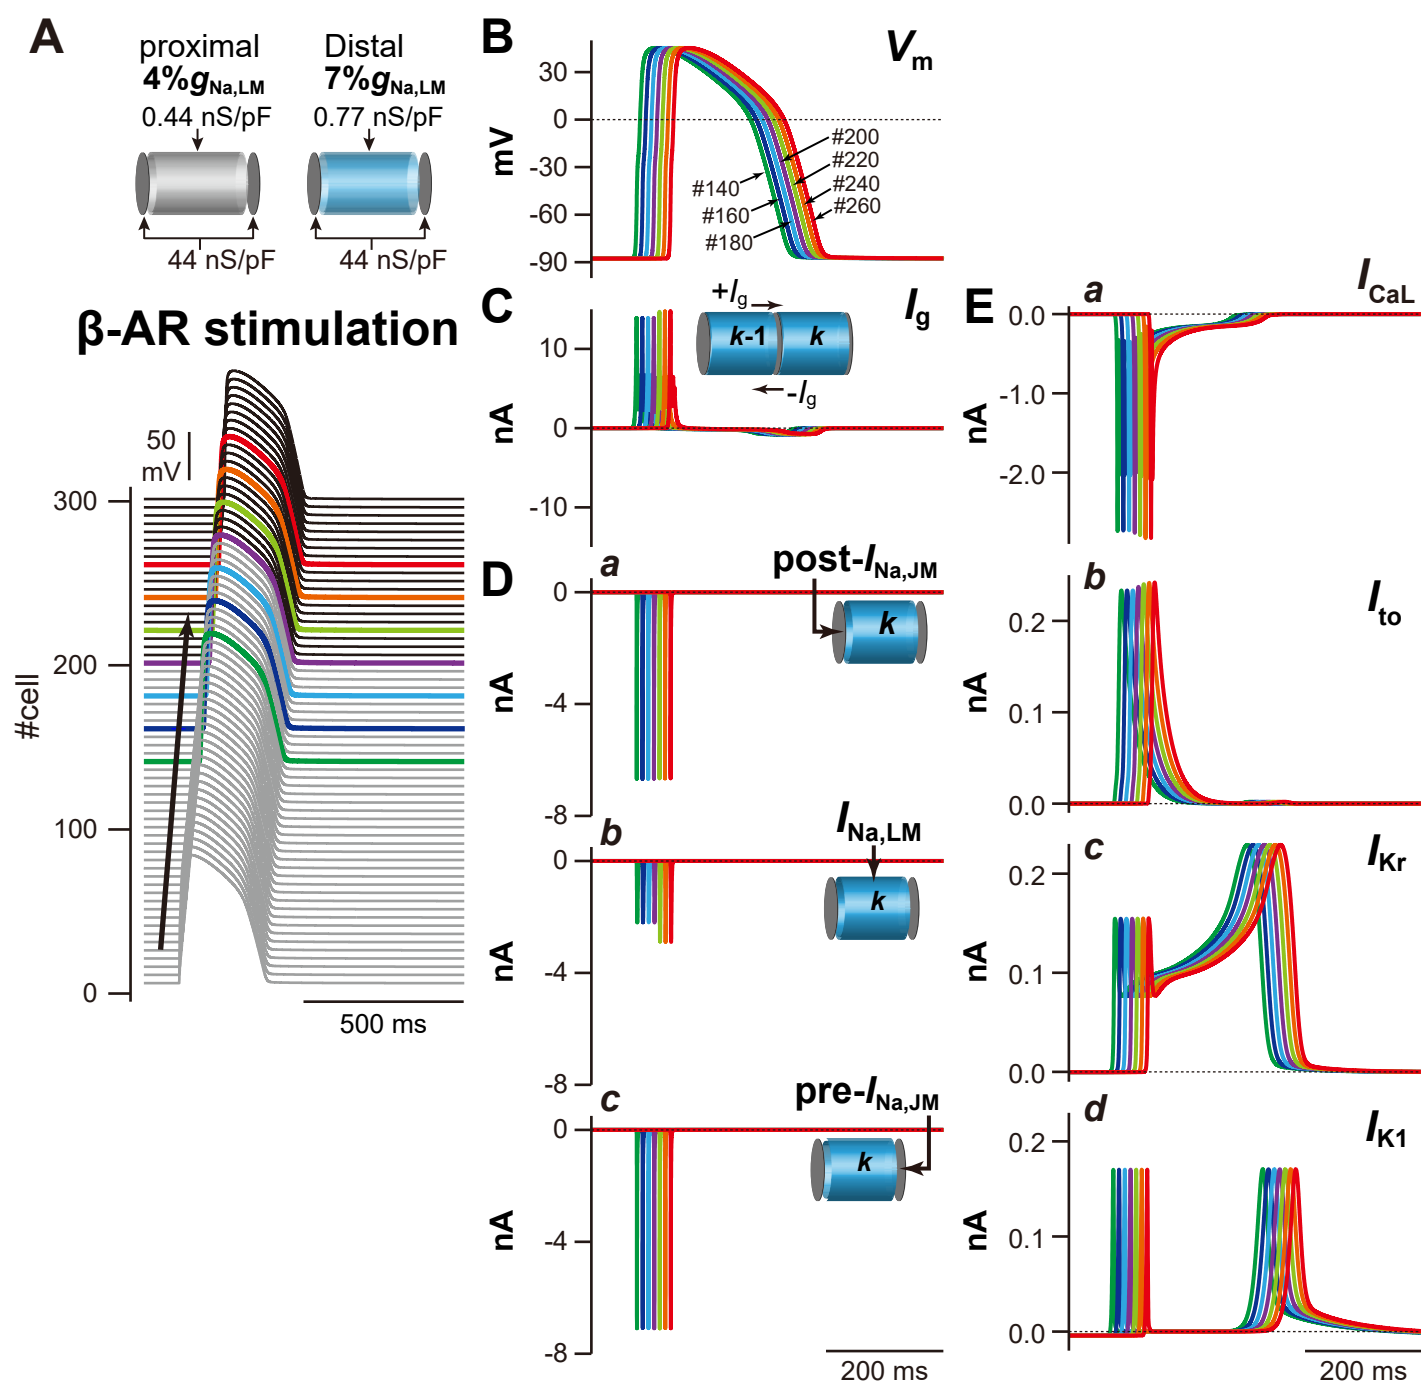 A
proximal
4%gNa,LM
0.44 nS/pF
44 nS/pF
Distal
7%gNa,LM
0.77 nS/pF
44 nS/pF
β-AR stimulation
50
mV
300
200
100
0
#cell
500 ms
B
Vm
30
0
-30
-60
-90
mV
#140
#160
#180
#200
#220
#240
#260
C
Ig
+Ig
k-1
k
-Ig
10
0
-10
nA
D
a
post-INa,JM
k
0
-4
-8
nA
b
INa,LM
k
0
-4
-8
nA
c
pre-INa,JM
k
0
-4
-8
nA
200 ms
E
a
ICaL
0.0
-1.0
-2.0
nA
b
Ito
0.2
0.1
0.0
nA
c
IKr
0.2
0.1
0.0
nA
d
IK1
0.2
0.1
0.0
nA
200 ms